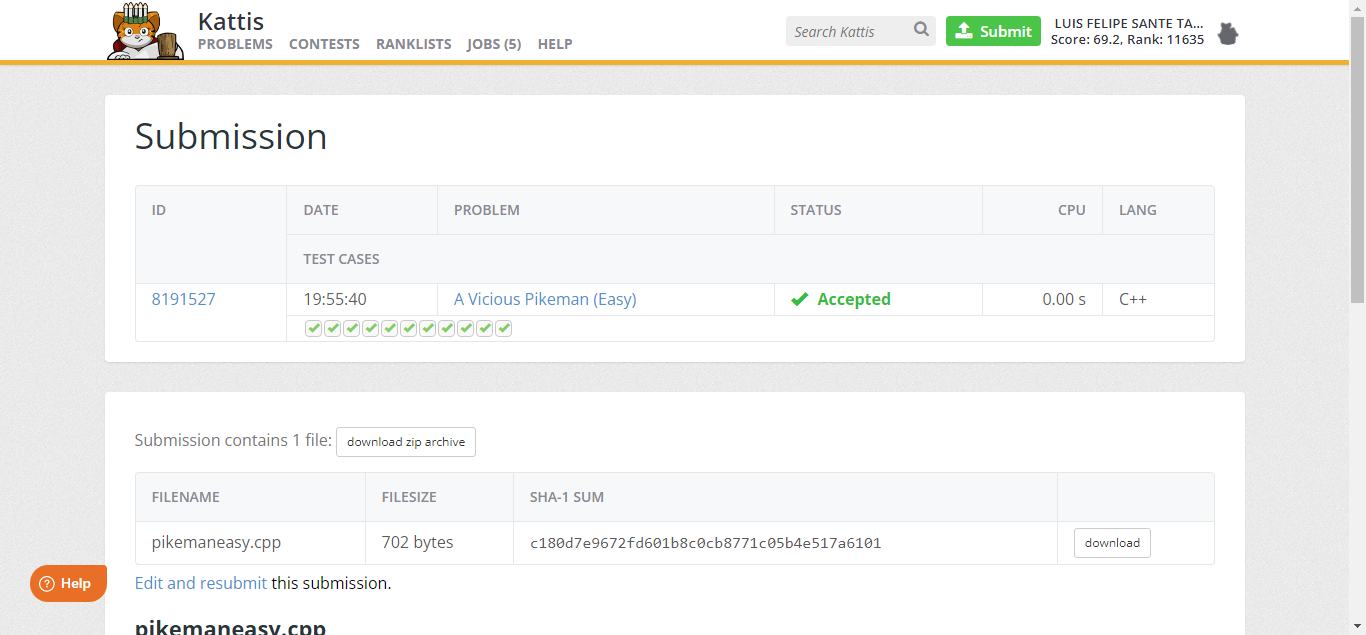 Kattis
PROBLEMS CONTESTS RANKLISTS JOBS (5) HELP
Search Kattis
Submit
LUIS FELIPE SANTE TA...
Score: 69.2, Rank: 11635
Submission
ID DATE PROBLEM STATUS CPU LANG
TEST CASES
8191527 19:55:40 A Vicious Pikeman (Easy) Accepted 0.00 s C++
Submission contains 1 file: download zip archive
FILENAME FILESIZE SHA-1 SUM
pikemaneasy.cpp 702 bytes c180d7e9672fd601b8c0cb8771c05b4e517a6101 download
Edit and resubmit this submission.
? Help
pikemaneasy.cpp